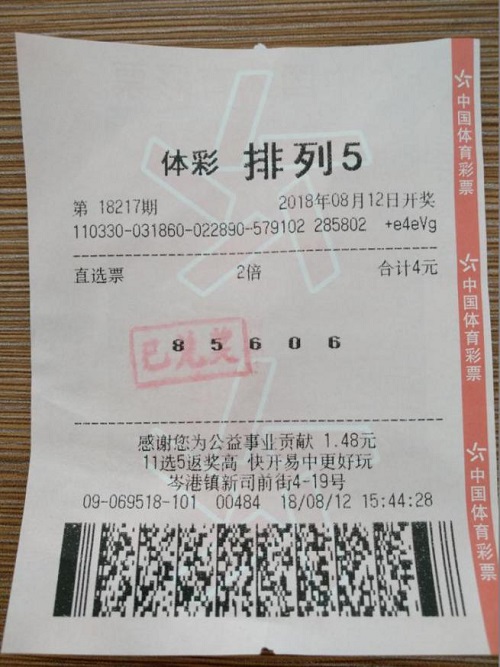 体彩 排列5
第 18217期 2018年08月12日开奖
110330-031860-022890-579102 285802 +e4eVg
直选票 2倍 合计4元
8 5 6 0 6
已兑奖
感谢您为公益事业贡献 1.48元
11选5返奖高 快开易中更好玩
岑港镇新司前街4-19号
09-069518-101 00484 18/08/12 15:44:28
中国体育彩票
中国体育彩票
中国体育彩票